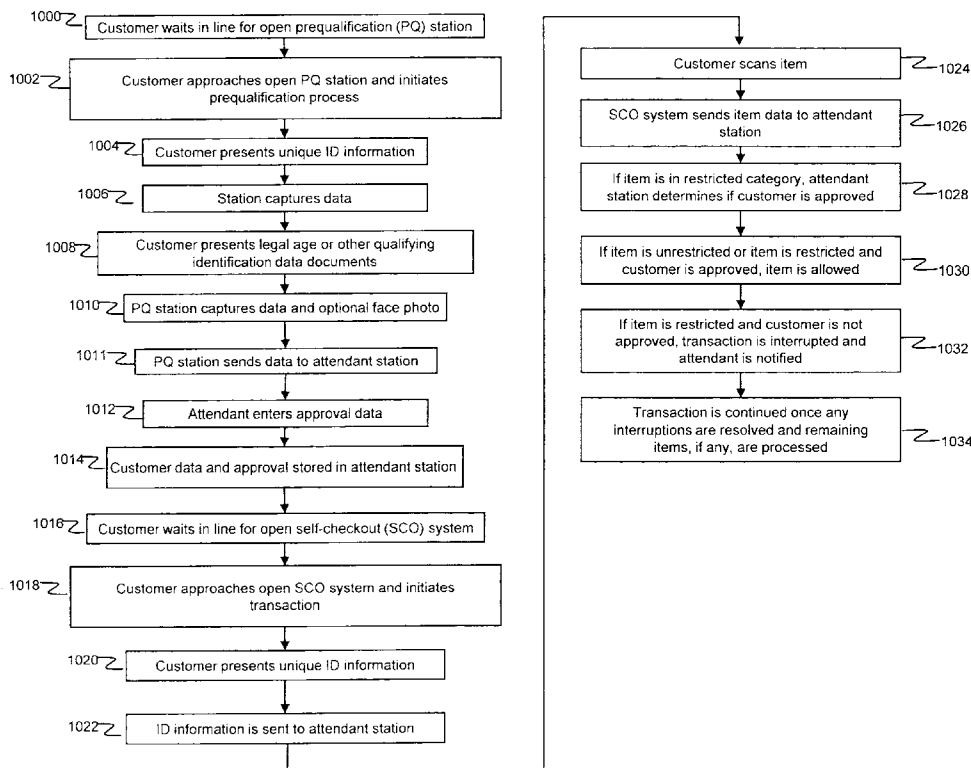 1000
Customer waits in line for open prequalification (PQ) station
1002
Customer approaches open PQ station and initiates
prequalification process
1004
Customer presents unique ID information
1006
Station captures data
1008
Customer presents legal age or other qualifying
identification data documents
1010
PQ station captures data and optional face photo
1011
PQ station sends data to attendant station
1012
Attendant enters approval data
1014
Customer data and approval stored in attendant station
1016
Customer waits in line for open self-checkout (SCO) system
1018
Customer approaches open SCO system and initiates
transaction
1020
Customer presents unique ID information
1022
ID information is sent to attendant station
Customer scans item
1024
SCO system sends item data to attendant
station
1026
If item is in restricted category, attendant
station determines if customer is approved
1028
If item is unrestricted or item is restricted and
customer is approved, item is allowed
1030
If item is restricted and customer is not
approved, transaction is interrupted and
attendant is notified
1032
Transaction is continued once any
interruptions are resolved and remaining
items, if any, are processed
1034